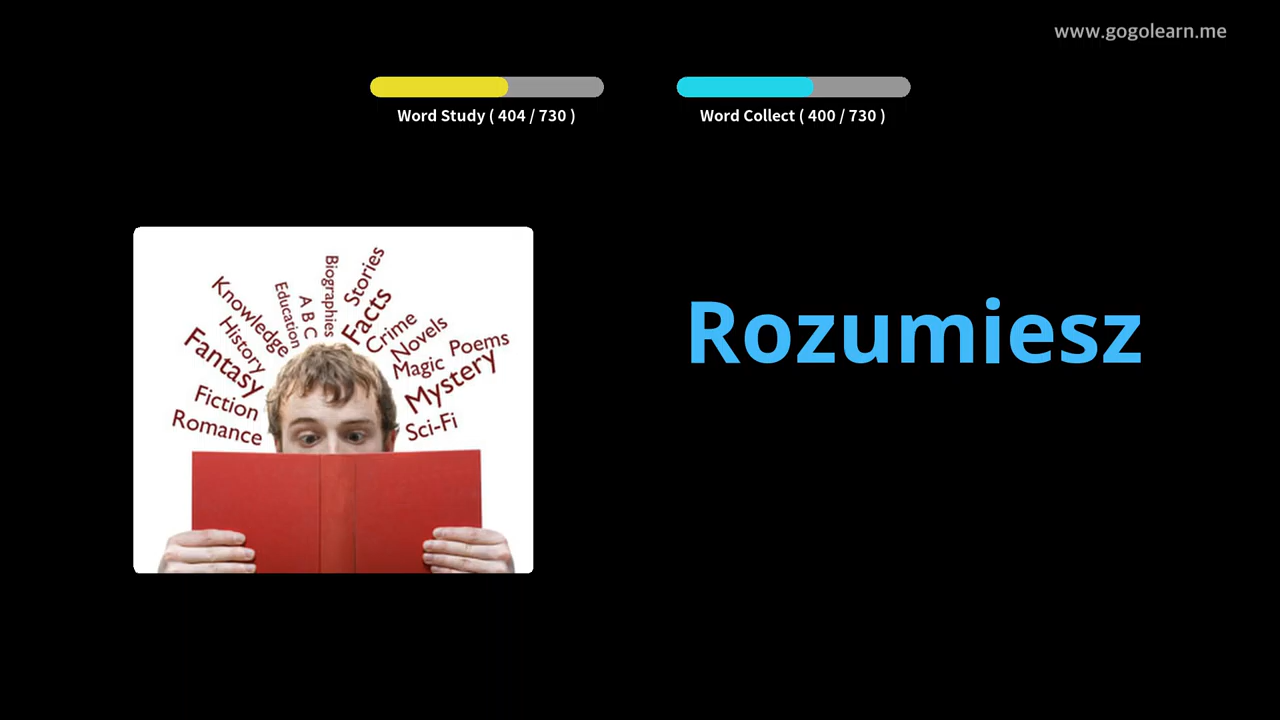 www.gogolearn.me
Word Study ( 404 / 730 )
Word Collect ( 400 / 730 )
Rozumiesz
Biographies
Stories
Knowledge
Education
A B C
Facts
History
Crime
Novels
Poems
Fantasy
Magic
Mystery
Fiction
Romance
Sci-Fi